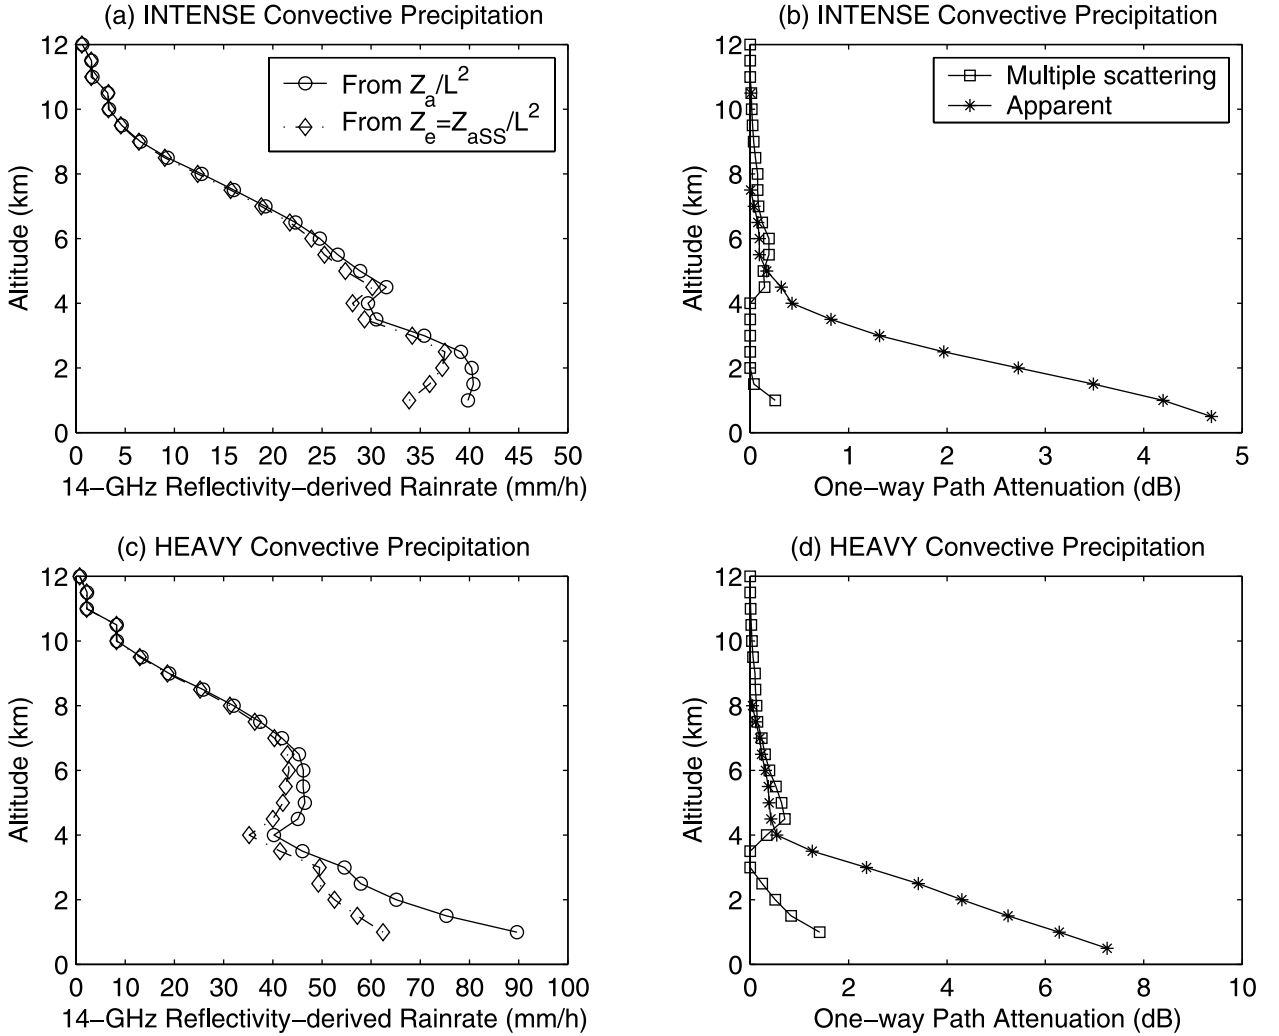 (a) INTENSE Convective Precipitation
12
10
8
6
4
2
0
Altitude (km)
From Z_a/L^2
From Z_e=Z_aSS/L^2
0 5 10 15 20 25 30 35 40 45 50
14−GHz Reflectivity−derived Rainrate (mm/h)
(b) INTENSE Convective Precipitation
12
10
8
6
4
2
0
Altitude (km)
Multiple scattering
Apparent
0 1 2 3 4 5
One−way Path Attenuation (dB)
(c) HEAVY Convective Precipitation
12
10
8
6
4
2
0
Altitude (km)
0 10 20 30 40 50 60 70 80 90 100
14−GHz Reflectivity−derived Rainrate (mm/h)
(d) HEAVY Convective Precipitation
12
10
8
6
4
2
0
Altitude (km)
0 2 4 6 8 10
One−way Path Attenuation (dB)